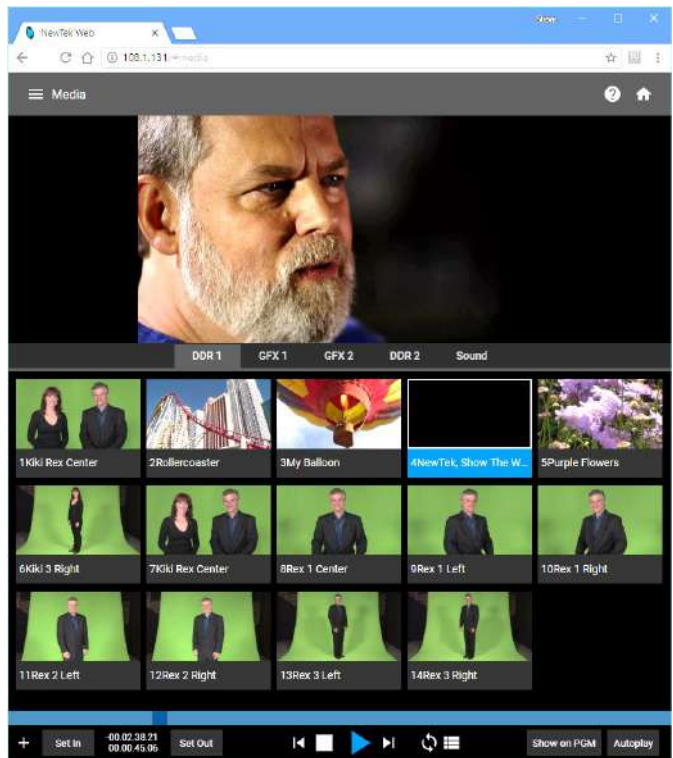 NewTek Web
108.1.131/#media
Media
DDR 1 GFX 1 GFX 2 DDR 2 Sound
1Kiki Rex Center 2Rollercoaster 3My Balloon 4NewTek, Show The W... 5Purple Flowers
6Kiki 3 Right 7Kiki Rex Center 8Rex 1 Center 9Rex 1 Left 10Rex 1 Right
11Rex 2 Left 12Rex 2 Right 13Rex 3 Left 14Rex 3 Right
Set In -00.02.38.21 Set Out Show on PGM Autoplay
00.00.45.06